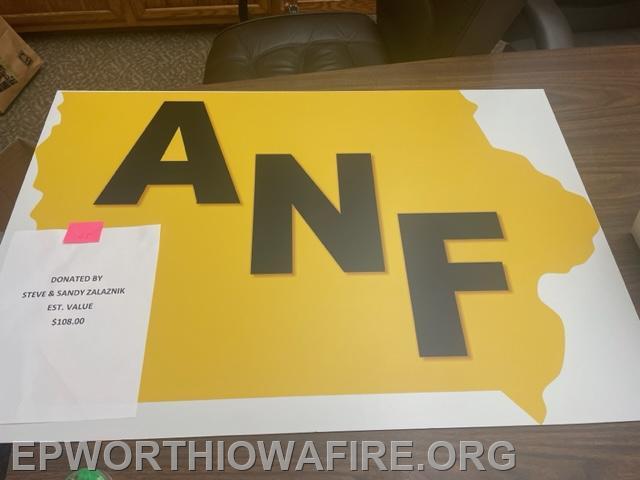 ANF
DONATED BY
STEVE & SANDY ZALAZNIK
EST. VALUE
$108.00
EPWORTHIOWAFIRE.ORG